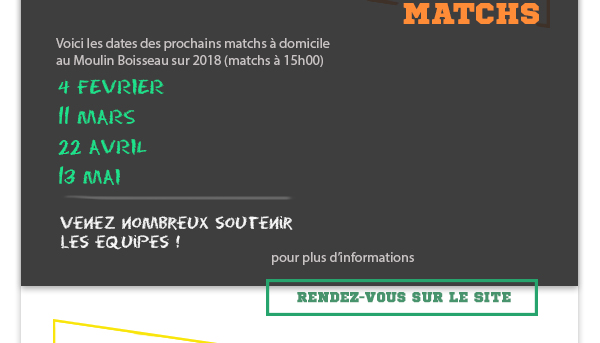 MATCHS
Voici les dates des prochains matchs à domicile
au Moulin Boisseau sur 2018 (matchs à 15h00)
4 FEVRIER
11 MARS
22 AVRIL
13 MAI
VENEZ NOMBREUX SOUTENIR
LES EQUIPES !
pour plus d'informations
RENDEZ-VOUS SUR LE SITE